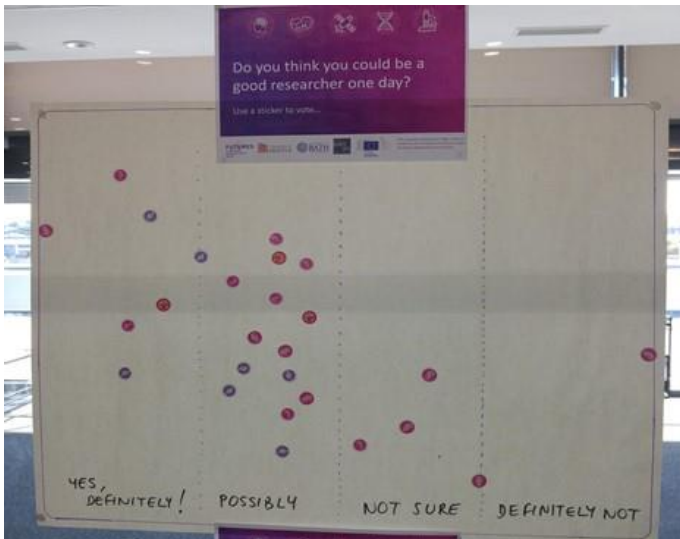 Do you think you could be a
good researcher one day?
Use a sticker to vote...
BATH
YES,
DEFINITELY!
POSSIBLY
NOT SURE
DEFINITELY NOT